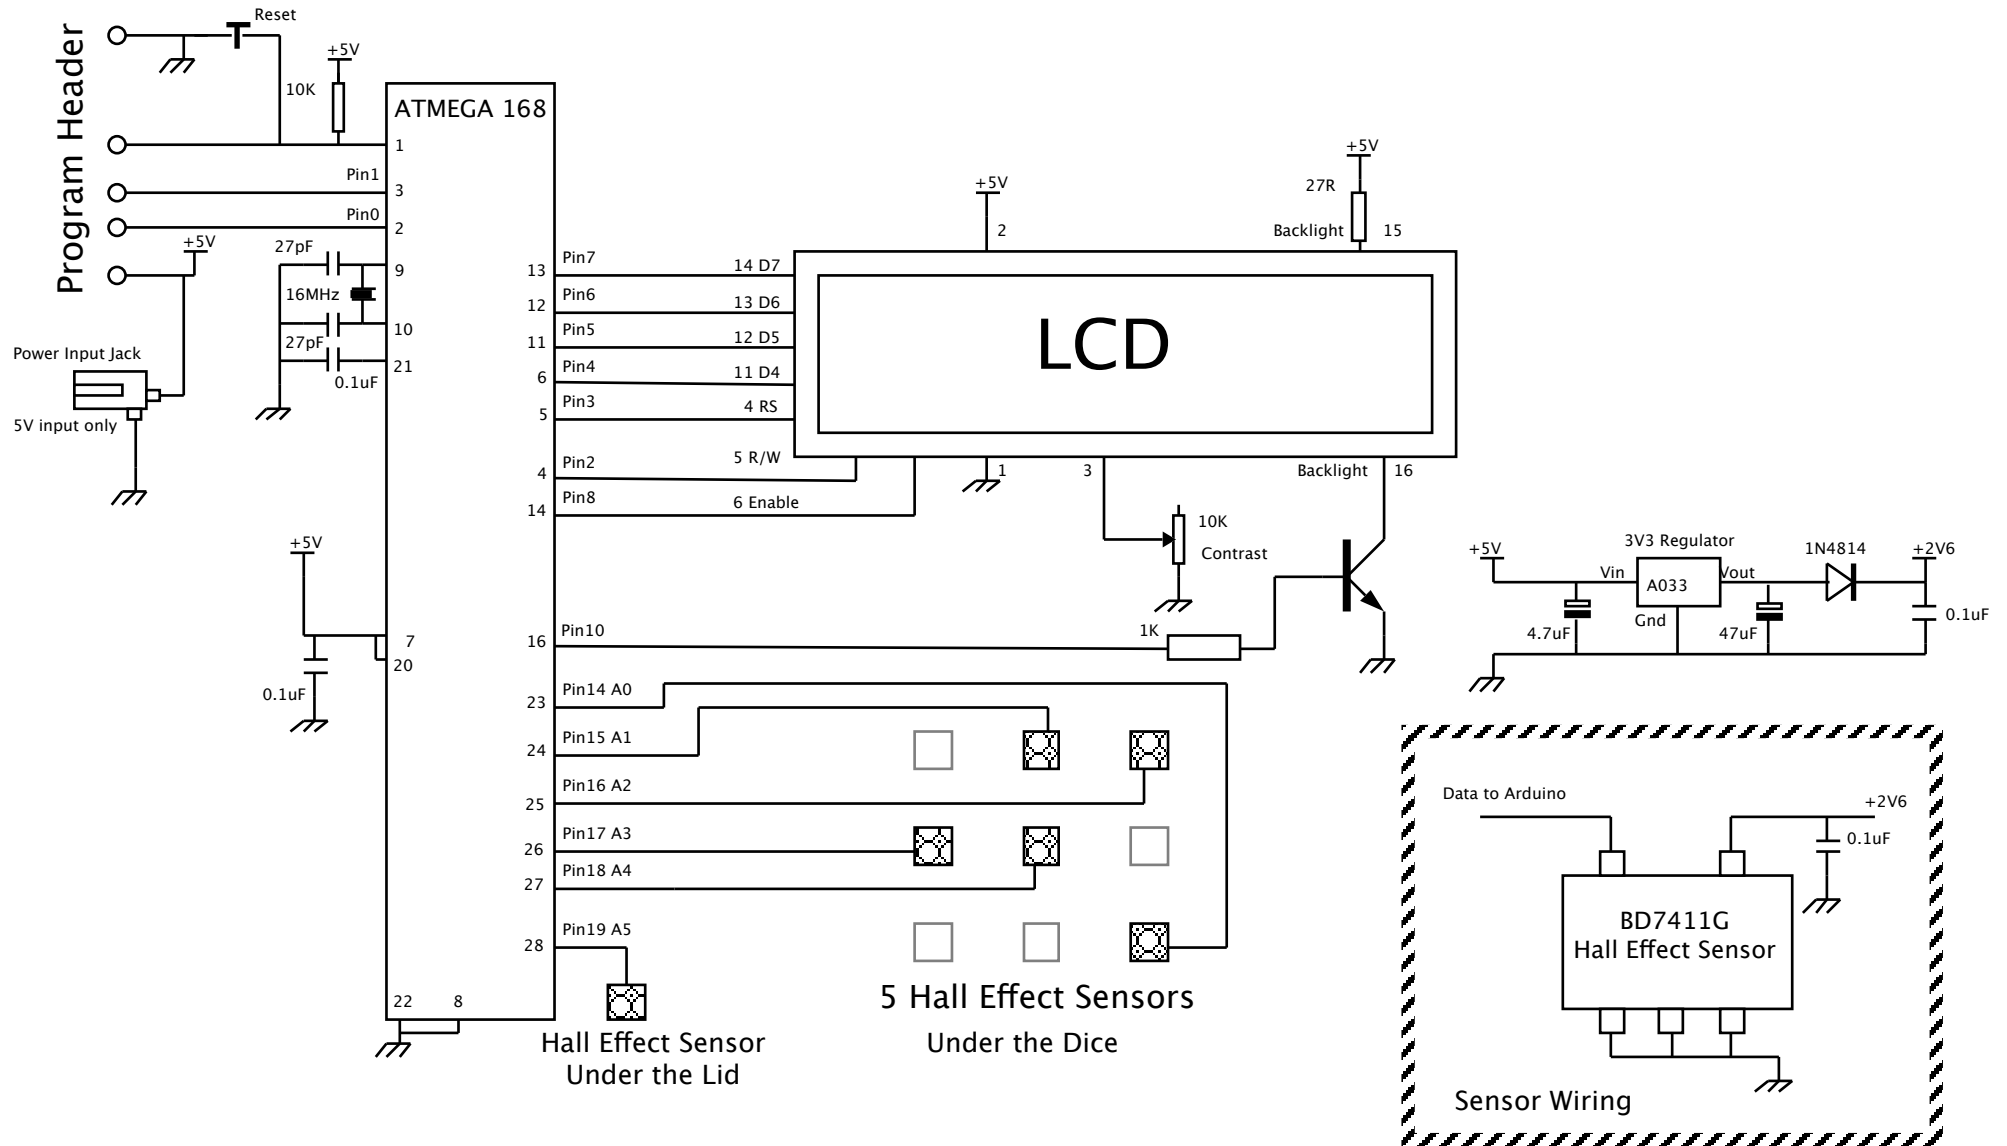 Program Header
Reset
+5V
10K
ATMEGA 168
1
Pin1
3
Pin0
2
+5V
27pF
9
16MHz
10
27pF
21
0.1uF
Power Input Jack
5V input only
+5V
7
20
0.1uF
22
8
13
Pin7
14 D7
12
Pin6
13 D6
11
Pin5
12 D5
6
Pin4
11 D4
5
Pin3
4 RS
4
Pin2
5 R/W
14
Pin8
6 Enable
+5V
2
+5V
27R
Backlight
15
LCD
1
3
Backlight
16
10K
Contrast
16
Pin10
1K
23
Pin14 A0
24
Pin15 A1
25
Pin16 A2
26
Pin17 A3
27
Pin18 A4
28
Pin19 A5
Hall Effect Sensor
Under the Lid
5 Hall Effect Sensors
Under the Dice
+5V
3V3 Regulator
1N4814
+2V6
Vin
A033
Vout
Gnd
4.7uF
47uF
0.1uF
Data to Arduino
+2V6
0.1uF
BD7411G
Hall Effect Sensor
Sensor Wiring